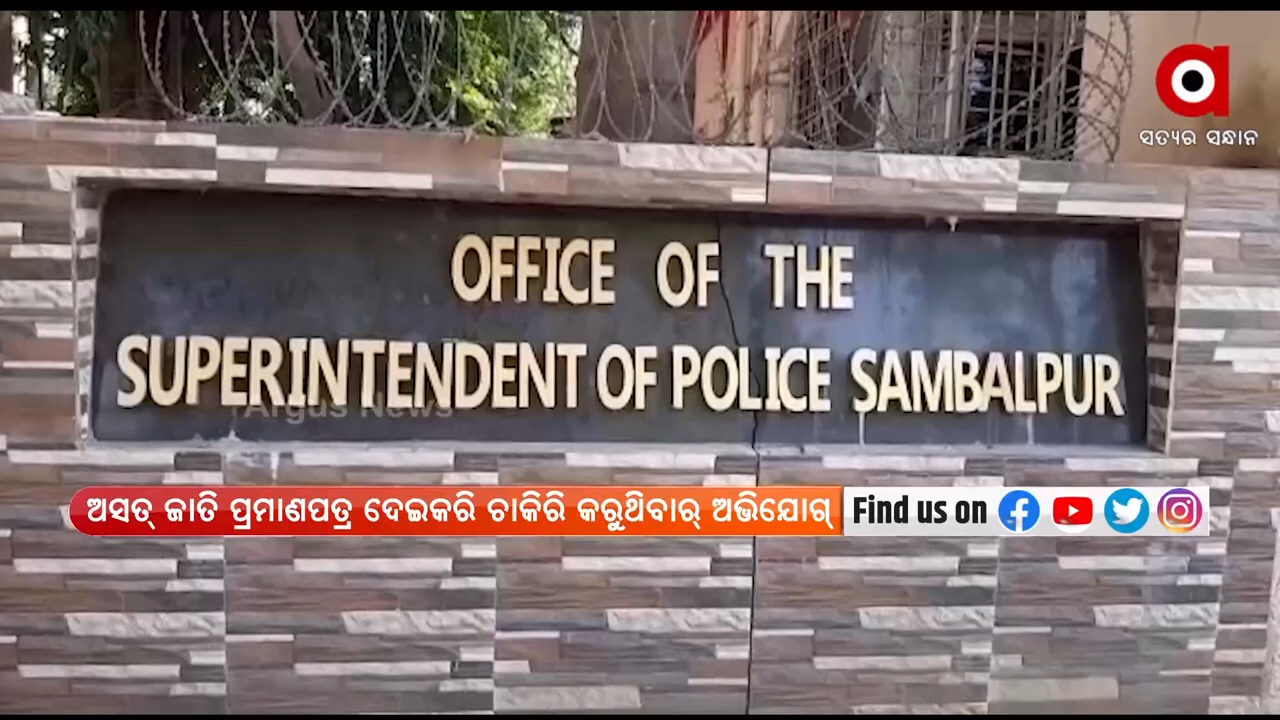 ସତ୍ୟର ସନ୍ଧାନ
OFFICE OF THE
SUPERINTENDENT OF POLICE SAMBALPUR
Argus News
ଅସତ୍ ଜାତି ପ୍ରମାଣପତ୍ର ଦେଇକରି ଚାକିରି କରୁଥିବାର୍ ଅଭିଯୋଗ୍ Find us on